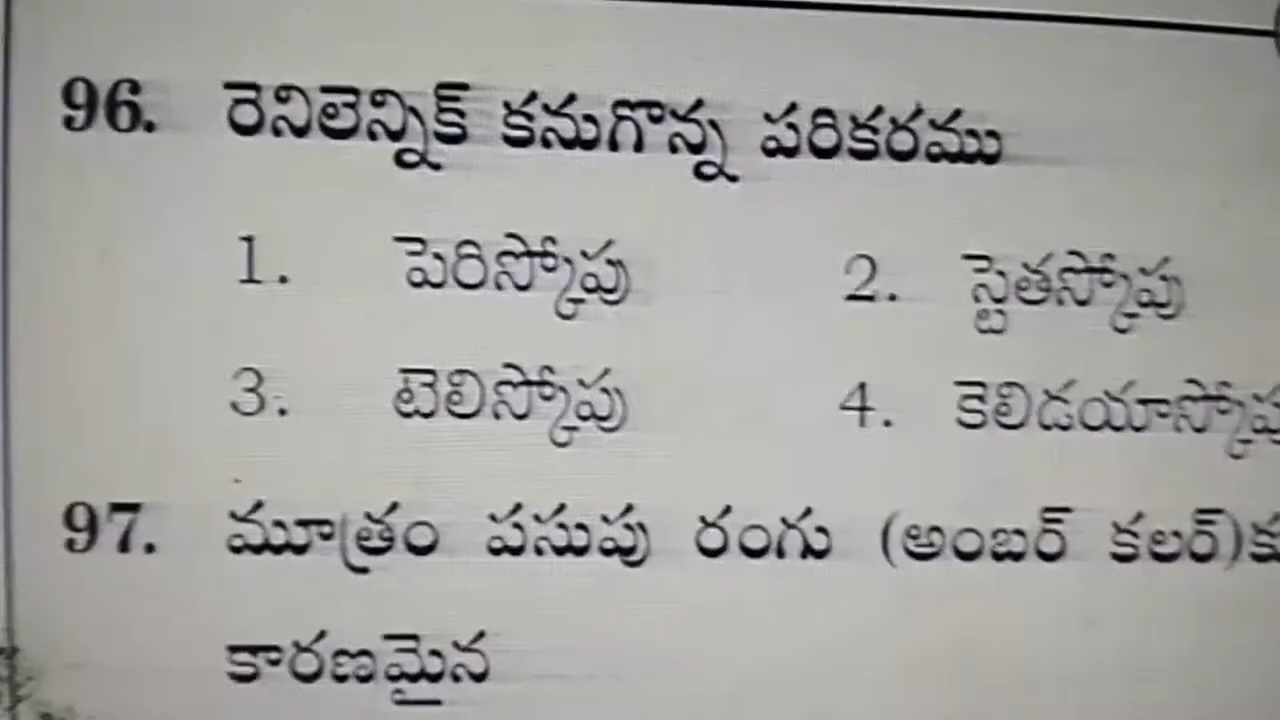 96. రెనిలెన్నిక్ కనుగొన్న పరికరము
1. పెరిస్కోపు 2. స్టెతస్కోపు
3. టెలిస్కోపు 4. కెలిడయాస్కోపు
97. మూత్రం పసుపు రంగు (అంబర్ కలర్)కు
కారణమైన